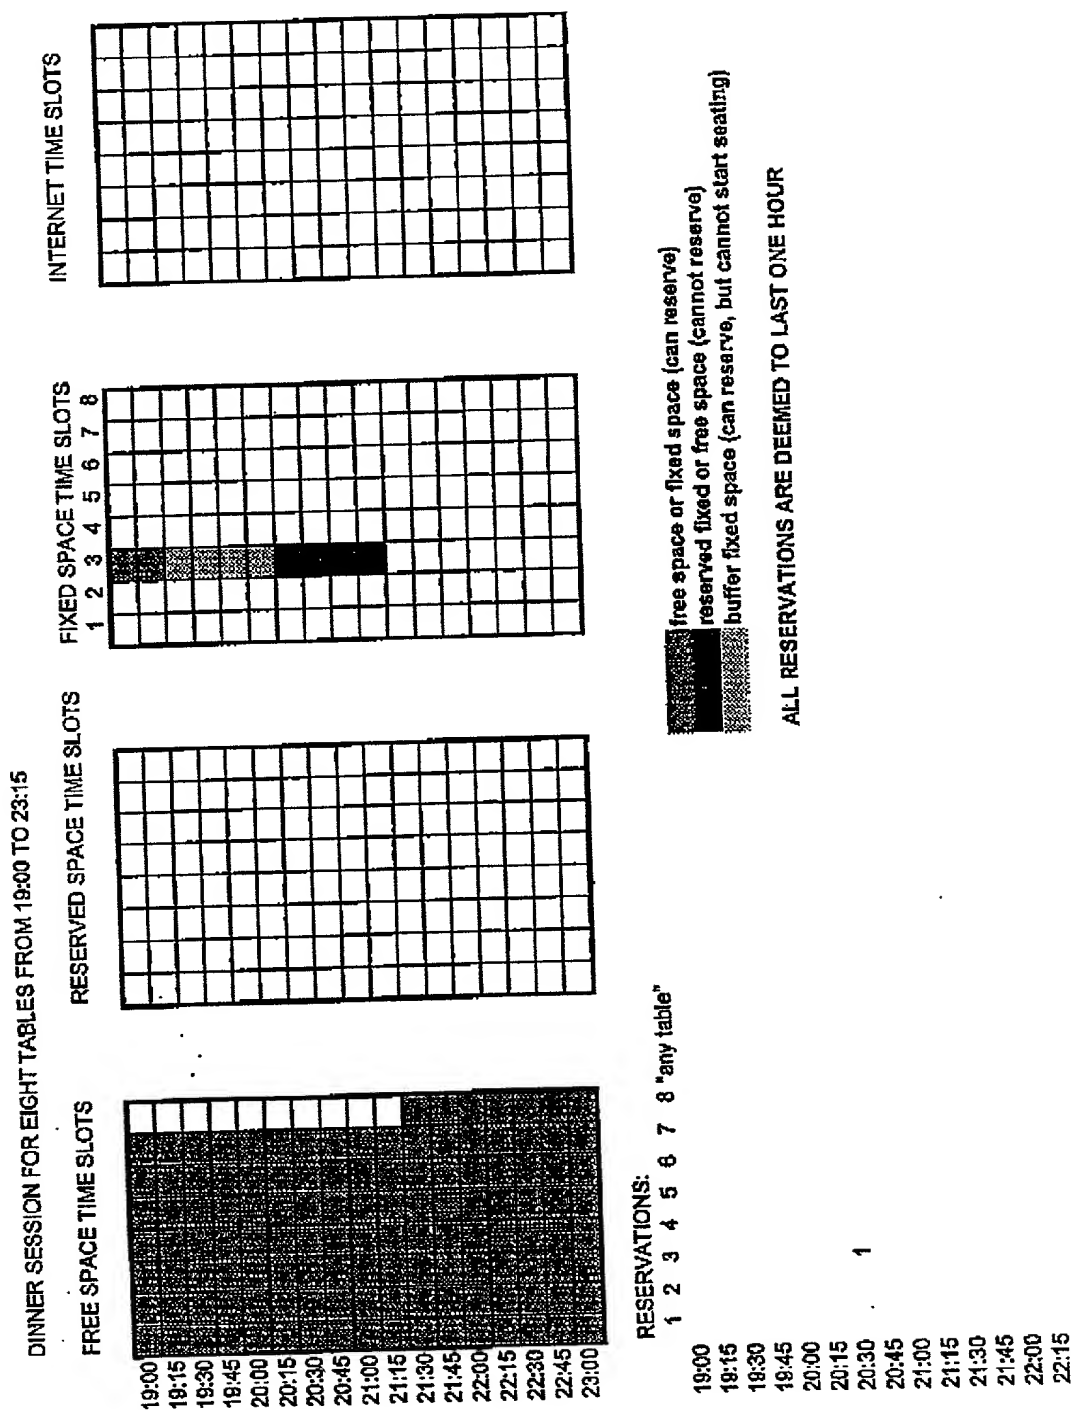 DINNER SESSION FOR EIGHT TABLES FROM 19:00 TO 23:15
FREE SPACE TIME SLOTS
RESERVED SPACE TIME SLOTS
FIXED SPACE TIME SLOTS
INTERNET TIME SLOTS
1 2 3 4 5 6 7 8
19:00
19:15
19:30
19:45
20:00
20:15
20:30
20:45
21:00
21:15
21:30
21:45
22:00
22:15
22:30
22:45
23:00
RESERVATIONS:
1 2 3 4 5 6 7 8 "any table"
19:00
19:15
19:30
19:45
20:00
20:15
20:30 1
20:45
21:00
21:15
21:30
21:45
22:00
22:15
free space or fixed space (can reserve)
reserved fixed or free space (cannot reserve)
buffer fixed space (can reserve, but cannot start seating)
ALL RESERVATIONS ARE DEEMED TO LAST ONE HOUR